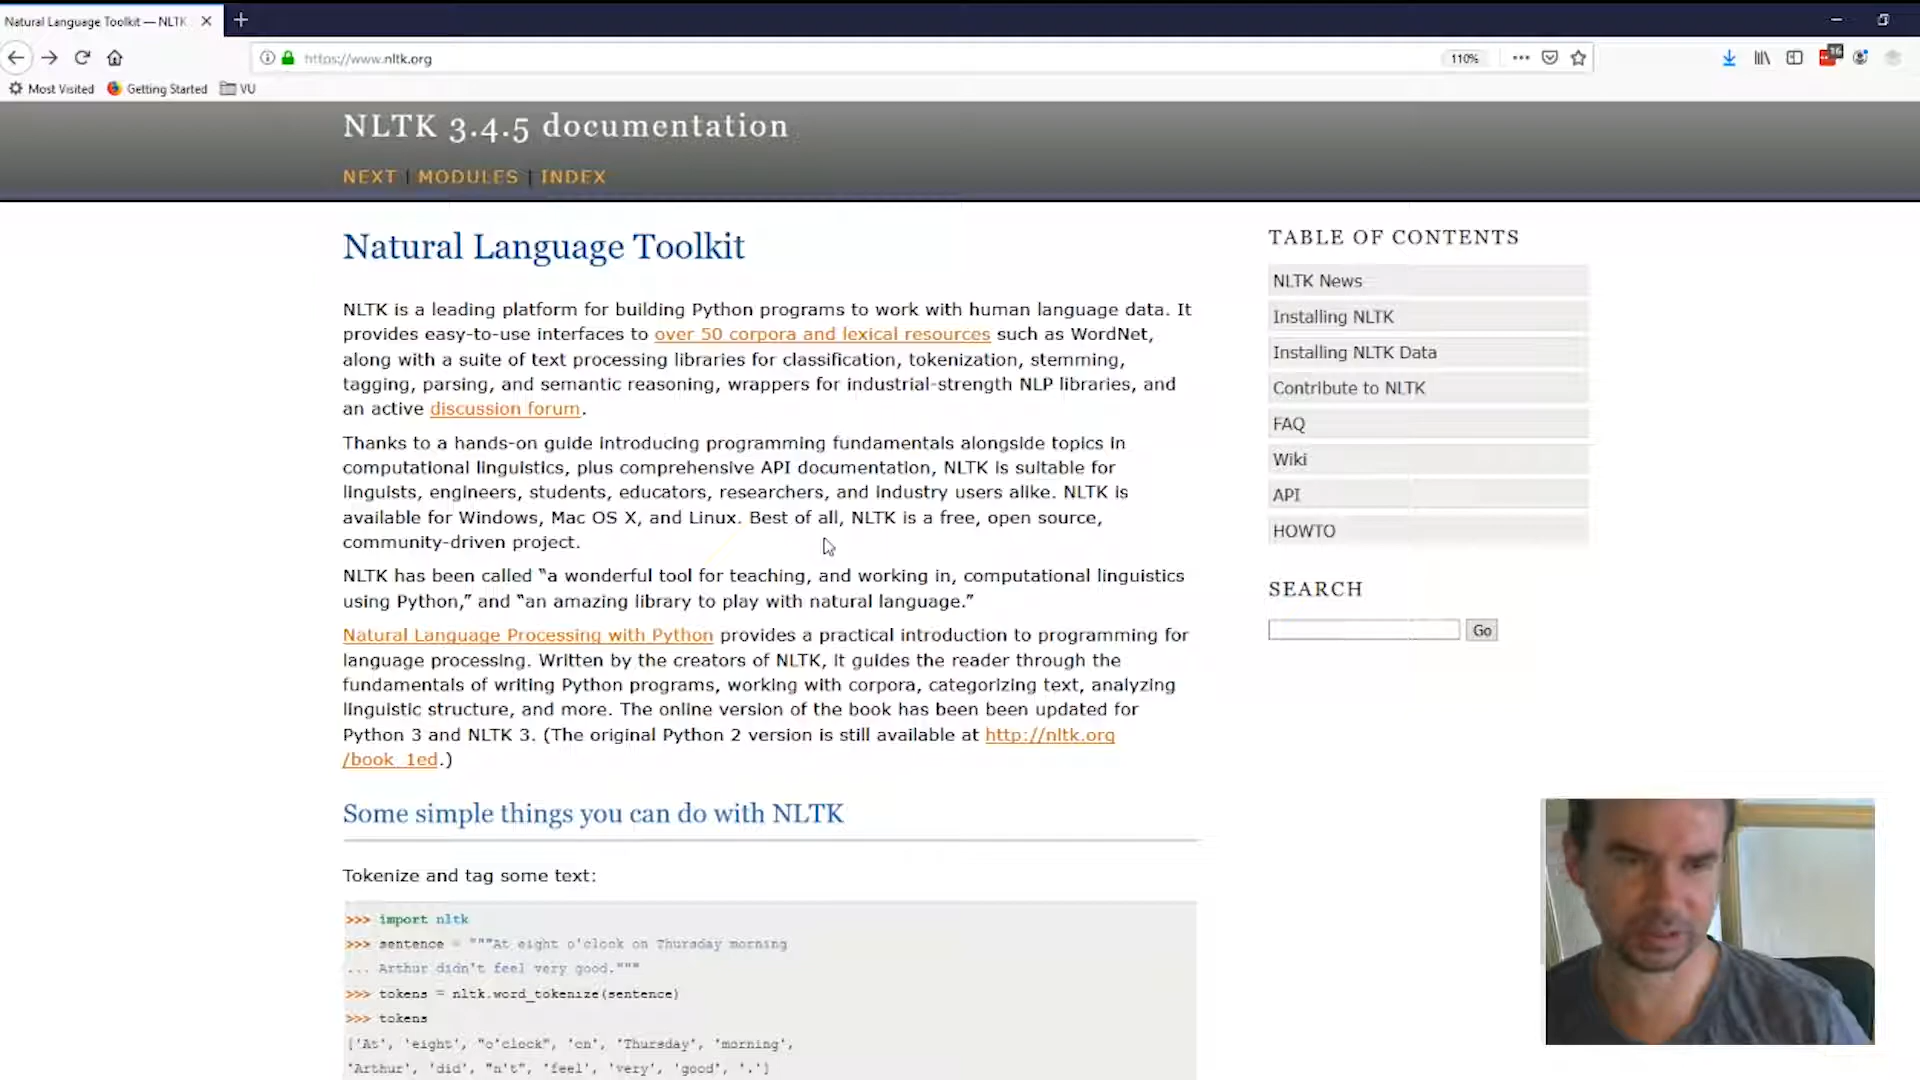 Natural Language Toolkit — NLTK
https://www.nltk.org
110%
16
Most Visited
Getting Started
VU
NLTK 3.4.5 documentation
NEXT | MODULES | INDEX
Natural Language Toolkit
NLTK is a leading platform for building Python programs to work with human language data. It
provides easy-to-use interfaces to over 50 corpora and lexical resources such as WordNet,
along with a suite of text processing libraries for classification, tokenization, stemming,
tagging, parsing, and semantic reasoning, wrappers for industrial-strength NLP libraries, and
an active discussion forum.
Thanks to a hands-on guide introducing programming fundamentals alongside topics in
computational linguistics, plus comprehensive API documentation, NLTK is suitable for
linguists, engineers, students, educators, researchers, and industry users alike. NLTK is
available for Windows, Mac OS X, and Linux. Best of all, NLTK is a free, open source,
community-driven project.
NLTK has been called “a wonderful tool for teaching, and working in, computational linguistics
using Python,” and “an amazing library to play with natural language.”
Natural Language Processing with Python provides a practical introduction to programming for
language processing. Written by the creators of NLTK, it guides the reader through the
fundamentals of writing Python programs, working with corpora, categorizing text, analyzing
linguistic structure, and more. The online version of the book has been been updated for
Python 3 and NLTK 3. (The original Python 2 version is still available at http://nltk.org
/book_1ed.)
Some simple things you can do with NLTK
Tokenize and tag some text:
>>> import nltk
>>> sentence = """At eight o'clock on Thursday morning
... Arthur didn't feel very good."""
>>> tokens = nltk.word_tokenize(sentence)
>>> tokens
['At', 'eight', "o'clock", 'on', 'Thursday', 'morning',
'Arthur', 'did', "n't", 'feel', 'very', 'good', '.']
TABLE OF CONTENTS
NLTK News
Installing NLTK
Installing NLTK Data
Contribute to NLTK
FAQ
Wiki
API
HOWTO
SEARCH
Go